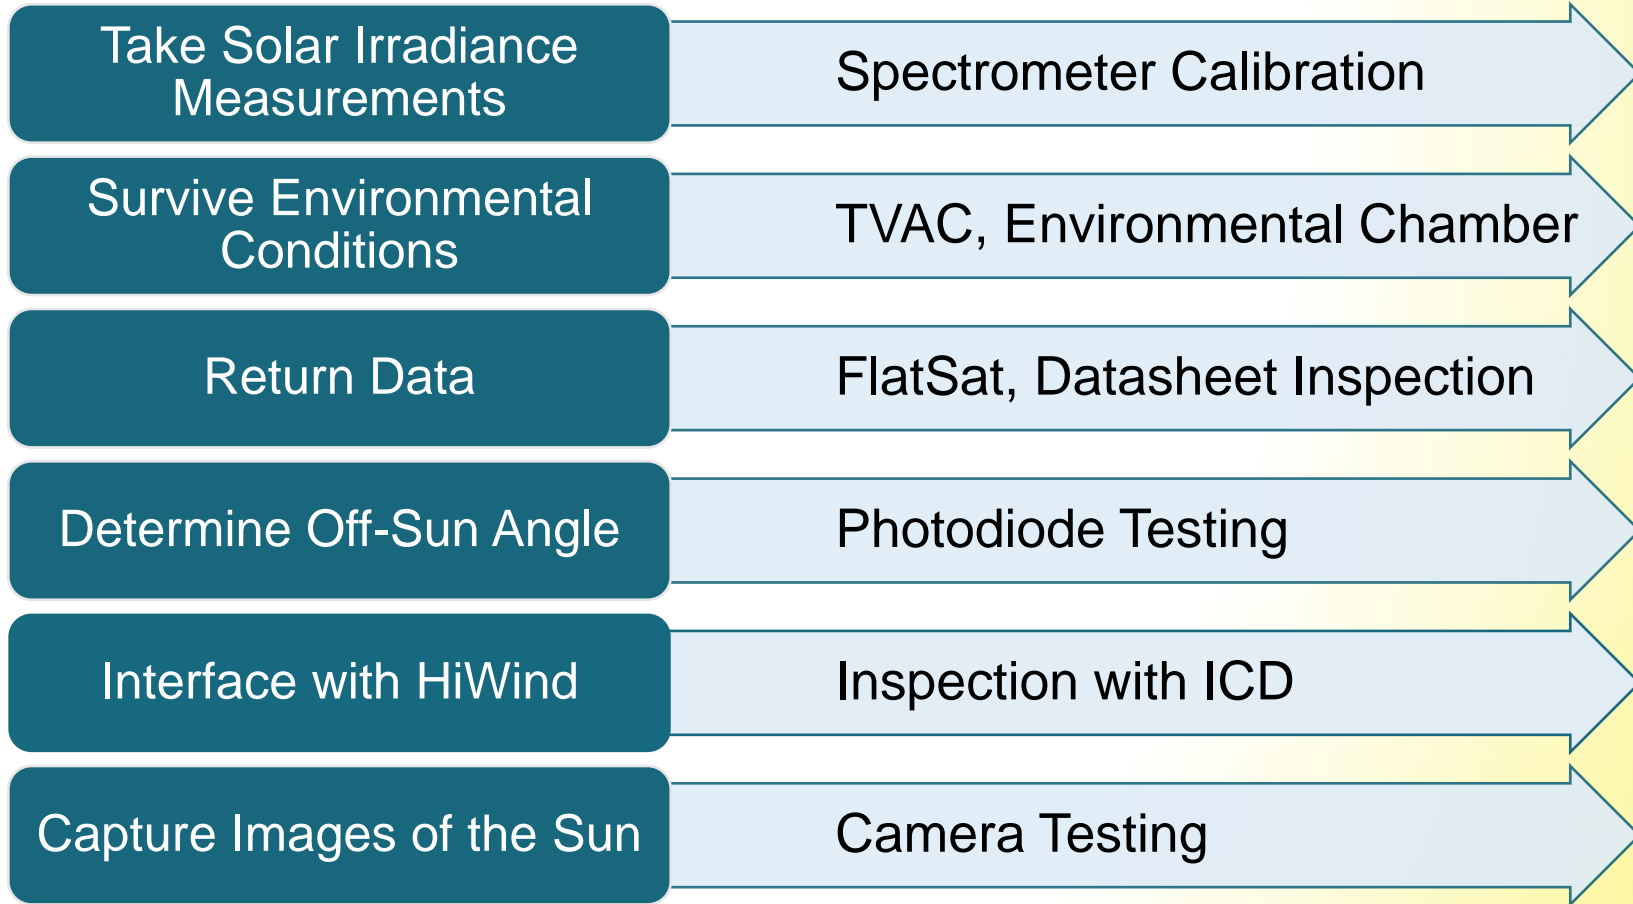 Take Solar Irradiance
Measurements
Spectrometer Calibration
Survive Environmental
Conditions
TVAC, Environmental Chamber
Return Data
FlatSat, Datasheet Inspection
Determine Off-Sun Angle
Photodiode Testing
Interface with HiWind
Inspection with ICD
Capture Images of the Sun
Camera Testing